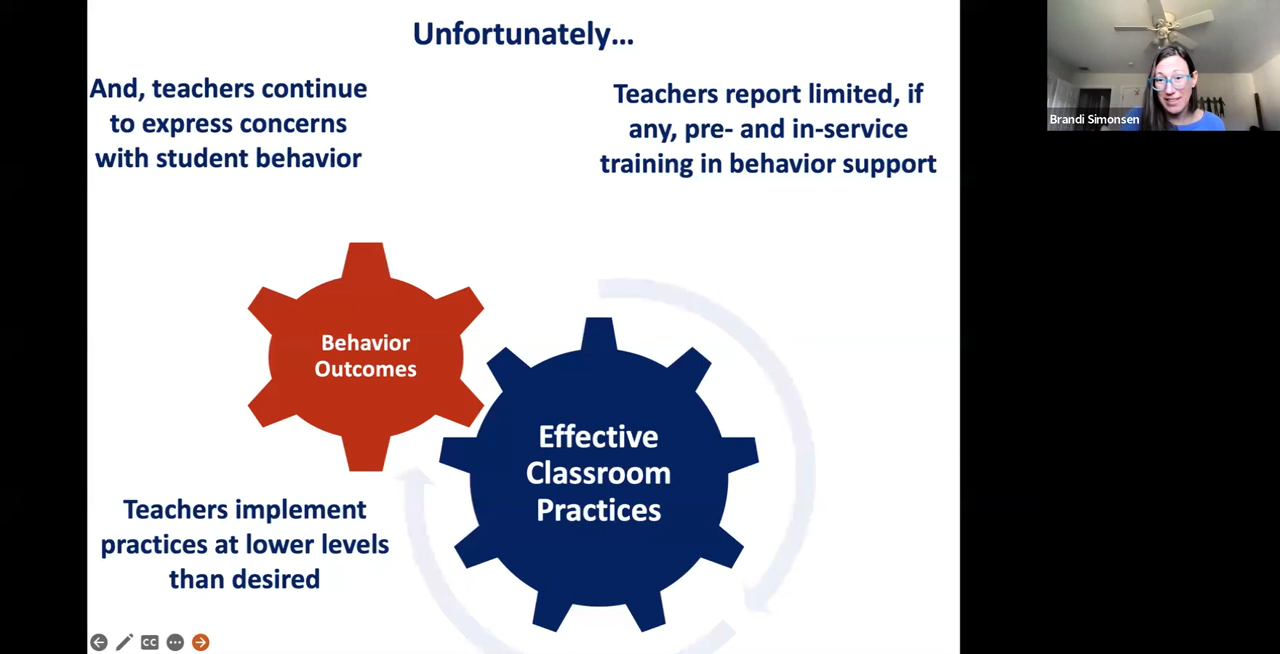 Unfortunately...
And, teachers continue
to express concerns
with student behavior
Teachers report limited, if
any, pre- and in-service
training in behavior support
Brandi Simonsen
Behavior
Outcomes
Effective
Classroom
Practices
Teachers implement
practices at lower levels
than desired
CC